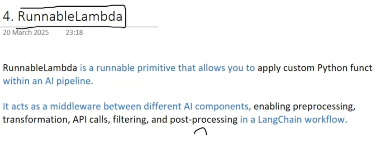 4. RunnableLambda
20 March 2025 23:18
RunnableLambda is a runnable primitive that allows you to apply custom Python funct
within an AI pipeline.
It acts as a middleware between different AI components, enabling preprocessing,
transformation, API calls, filtering, and post-processing in a LangChain workflow.